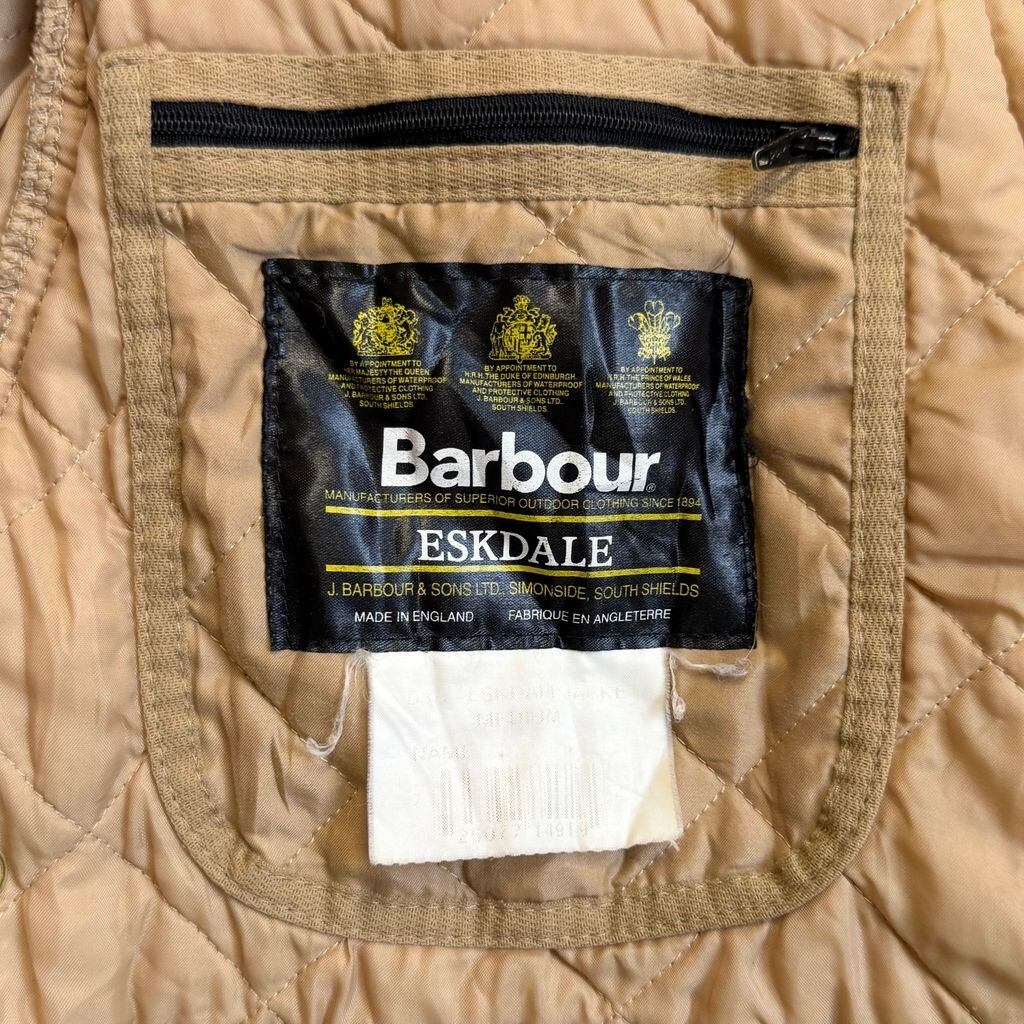 BY APPOINTMENT TO
HER MAJESTY THE QUEEN.
MANUFACTURERS OF WATERPROOF
AND PROTECTIVE CLOTHING
J. BARBOUR & SONS LTD.
SOUTH SHIELDS.
BY APPOINTMENT TO
H.R.H. THE DUKE OF EDINBURGH.
MANUFACTURERS OF WATERPROOF
AND PROTECTIVE CLOTHING
J. BARBOUR & SONS LTD.
SOUTH SHIELDS.
BY APPOINTMENT TO
H.R.H. THE PRINCE OF WALES.
MANUFACTURERS OF WATERPROOF
AND PROTECTIVE CLOTHING
J. BARBOUR & SONS LTD.
SOUTH SHIELDS.
Barbour®
MANUFACTURERS OF SUPERIOR OUTDOOR CLOTHING SINCE 1894
ESKDALE
J. BARBOUR & SONS LTD., SIMONSIDE, SOUTH SHIELDS
MADE IN ENGLAND FABRIQUE EN ANGLETERRE
MEDIUM
NAME
25077 14919